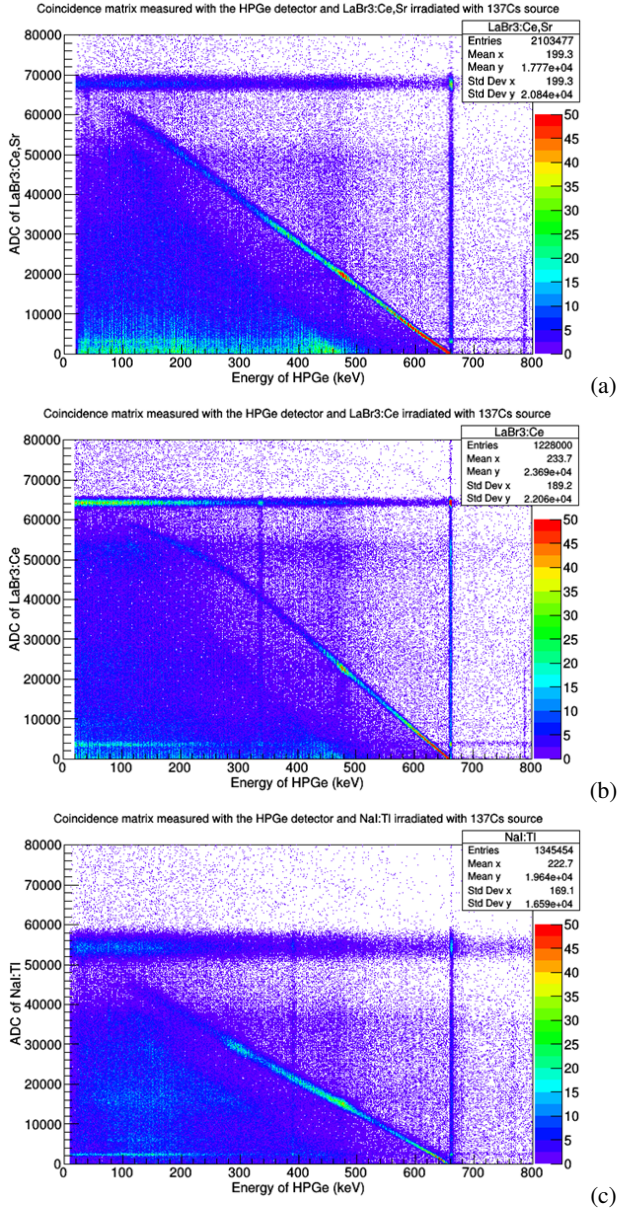 Coincidence matrix measured with the HPGe detector and LaBr3:Ce,Sr irradiated with 137Cs source
LaBr3:Ce,Sr
Entries 2103477
Mean x 199.3
Mean y 1.777e+04
Std Dev x 199.3
Std Dev y 2.084e+04
ADC of LaBr3:Ce,Sr
80000
70000
60000
50000
40000
30000
20000
10000
0
50
45
40
35
30
25
20
15
10
5
0
0 100 200 300 400 500 600 700 800
Energy of HPGe (keV)
(a)
Coincidence matrix measured with the HPGe detector and LaBr3:Ce irradiated with 137Cs source
LaBr3:Ce
Entries 1228000
Mean x 233.7
Mean y 2.369e+04
Std Dev x 189.2
Std Dev y 2.206e+04
ADC of LaBr3:Ce
80000
70000
60000
50000
40000
30000
20000
10000
0
50
45
40
35
30
25
20
15
10
5
0
0 100 200 300 400 500 600 700 800
Energy of HPGe (keV)
(b)
Coincidence matrix measured with the HPGe detector and NaI:Tl irradiated with 137Cs source
NaI:Tl
Entries 1345454
Mean x 222.7
Mean y 1.964e+04
Std Dev x 169.1
Std Dev y 1.659e+04
ADC of NaI:Tl
80000
70000
60000
50000
40000
30000
20000
10000
0
50
45
40
35
30
25
20
15
10
5
0
0 100 200 300 400 500 600 700 800
Energy of HPGe (keV)
(c)